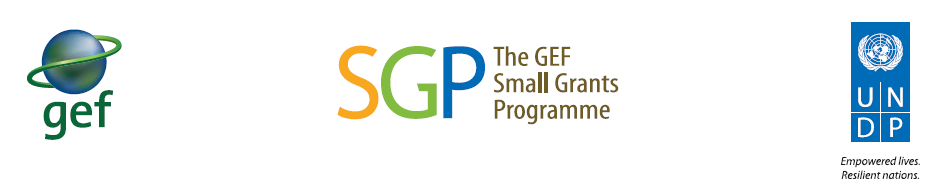 gef
SGP
The GEF
Small Grants
Programme
U N
D P
Empowered lives.
Resilient nations.